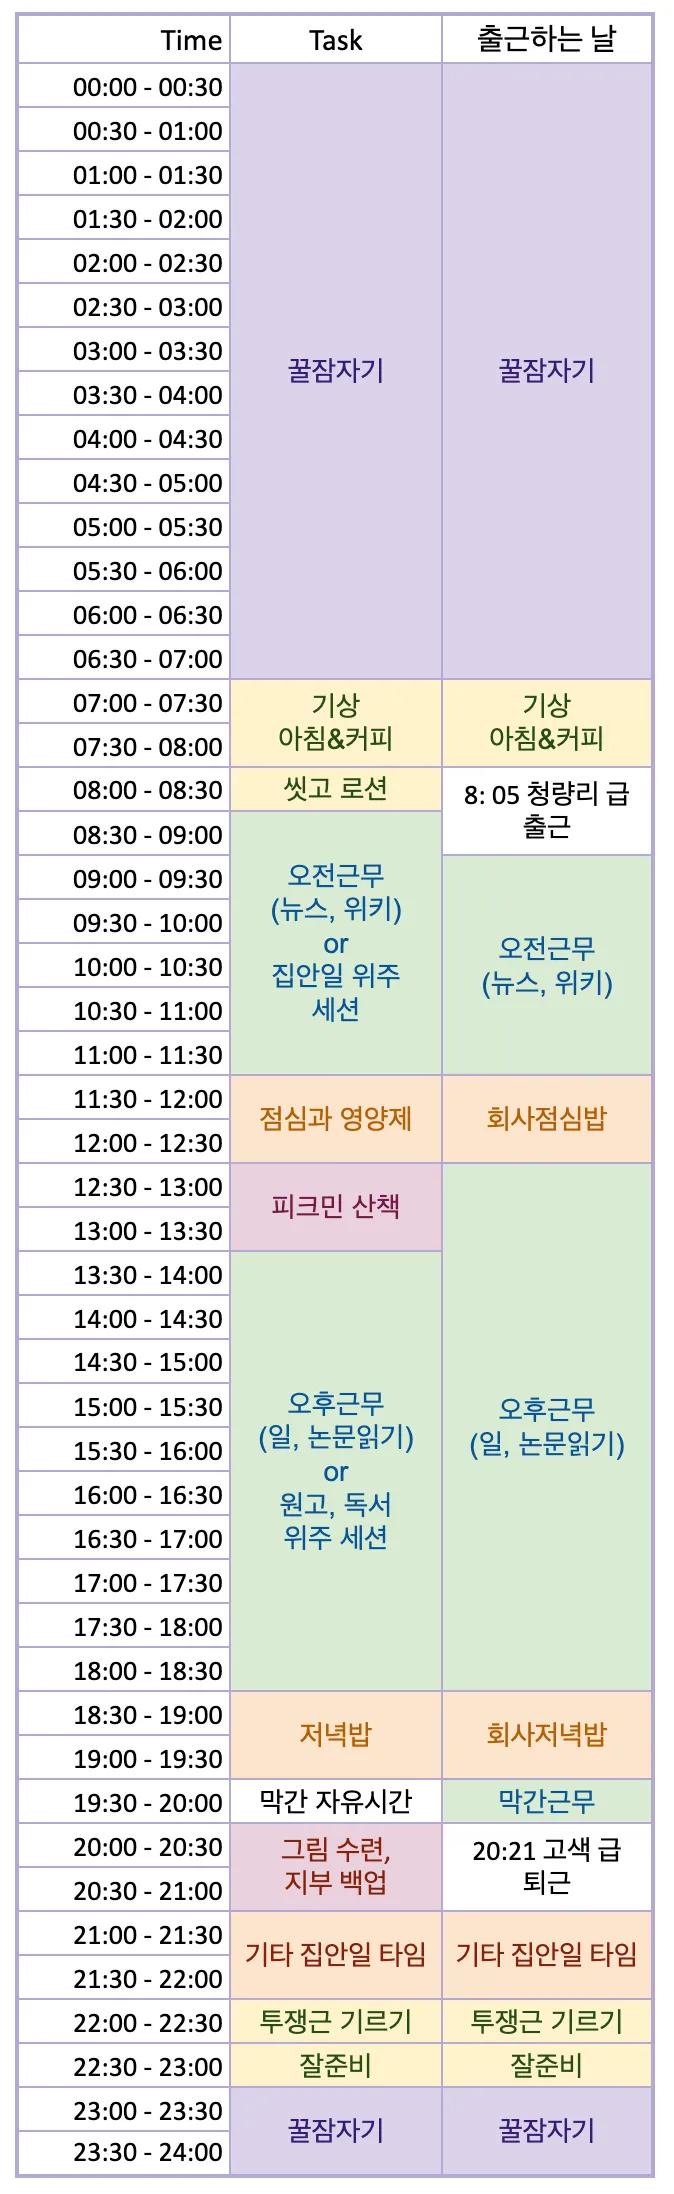 Time Task 출근하는 날
00:00 - 00:30
00:30 - 01:00
01:00 - 01:30
01:30 - 02:00
02:00 - 02:30
02:30 - 03:00
03:00 - 03:30
꿀잠자기 꿀잠자기
03:30 - 04:00
04:00 - 04:30
04:30 - 05:00
05:00 - 05:30
05:30 - 06:00
06:00 - 06:30
06:30 - 07:00
07:00 - 07:30 기상 기상
07:30 - 08:00 아침&커피 아침&커피
08:00 - 08:30 씻고 로션 8: 05 청량리 급
08:30 - 09:00 출근
09:00 - 09:30 오전근무
09:30 - 10:00 (뉴스, 위키) 오전근무
or
10:00 - 10:30 집안일 위주 (뉴스, 위키)
10:30 - 11:00 세션
11:00 - 11:30
11:30 - 12:00
점심과 영양제 회사점심밥
12:00 - 12:30
12:30 - 13:00
피크민 산책
13:00 - 13:30
13:30 - 14:00
14:00 - 14:30
14:30 - 15:00
15:00 - 15:30 오후근무 오후근무
15:30 - 16:00 (일, 논문읽기) (일, 논문읽기)
or
16:00 - 16:30 원고, 독서
16:30 - 17:00 위주 세션
17:00 - 17:30
17:30 - 18:00
18:00 - 18:30
18:30 - 19:00
저녁밥 회사저녁밥
19:00 - 19:30
19:30 - 20:00 막간 자유시간 막간근무
20:00 - 20:30 그림 수련, 20:21 고색 급
20:30 - 21:00 지부 백업 퇴근
21:00 - 21:30
기타 집안일 타임 기타 집안일 타임
21:30 - 22:00
22:00 - 22:30 투쟁근 기르기 투쟁근 기르기
22:30 - 23:00 잘준비 잘준비
23:00 - 23:30
꿀잠자기 꿀잠자기
23:30 - 24:00